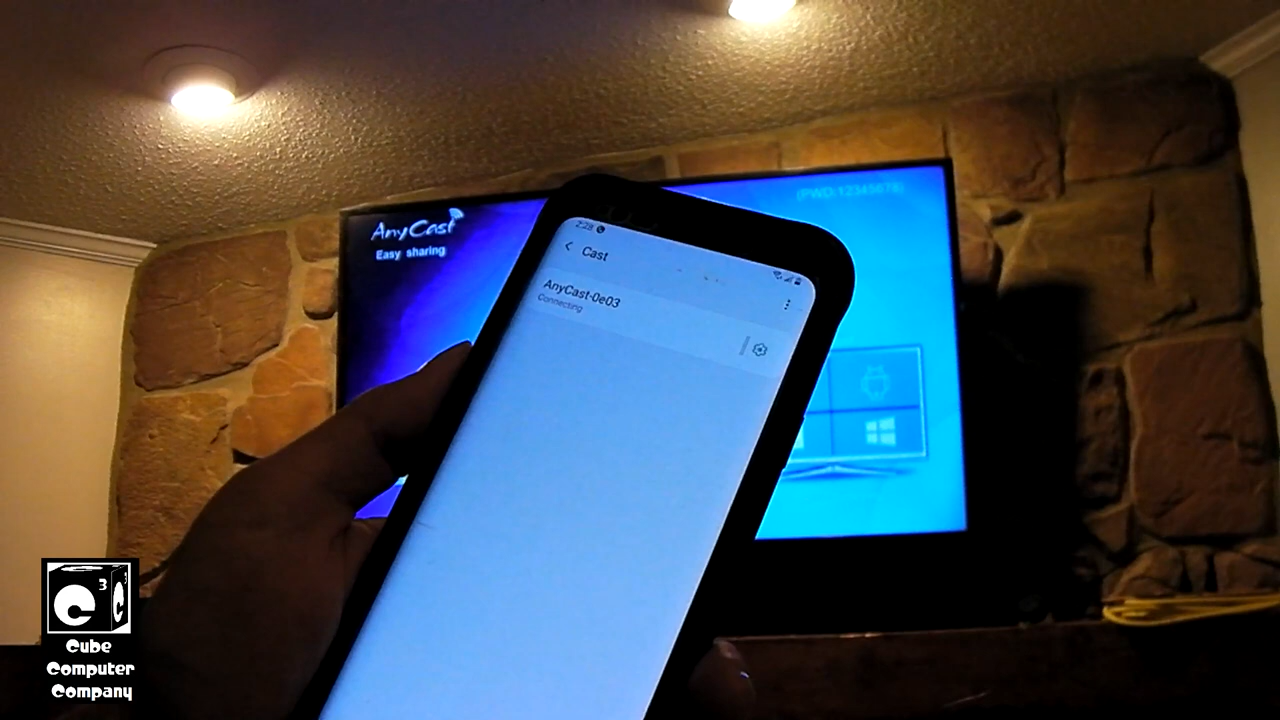 (PWD:12345678)
AnyCast
Easy sharing
2:28
Cast
AnyCast-0e03
Connecting
3
Cube
Computer
Company